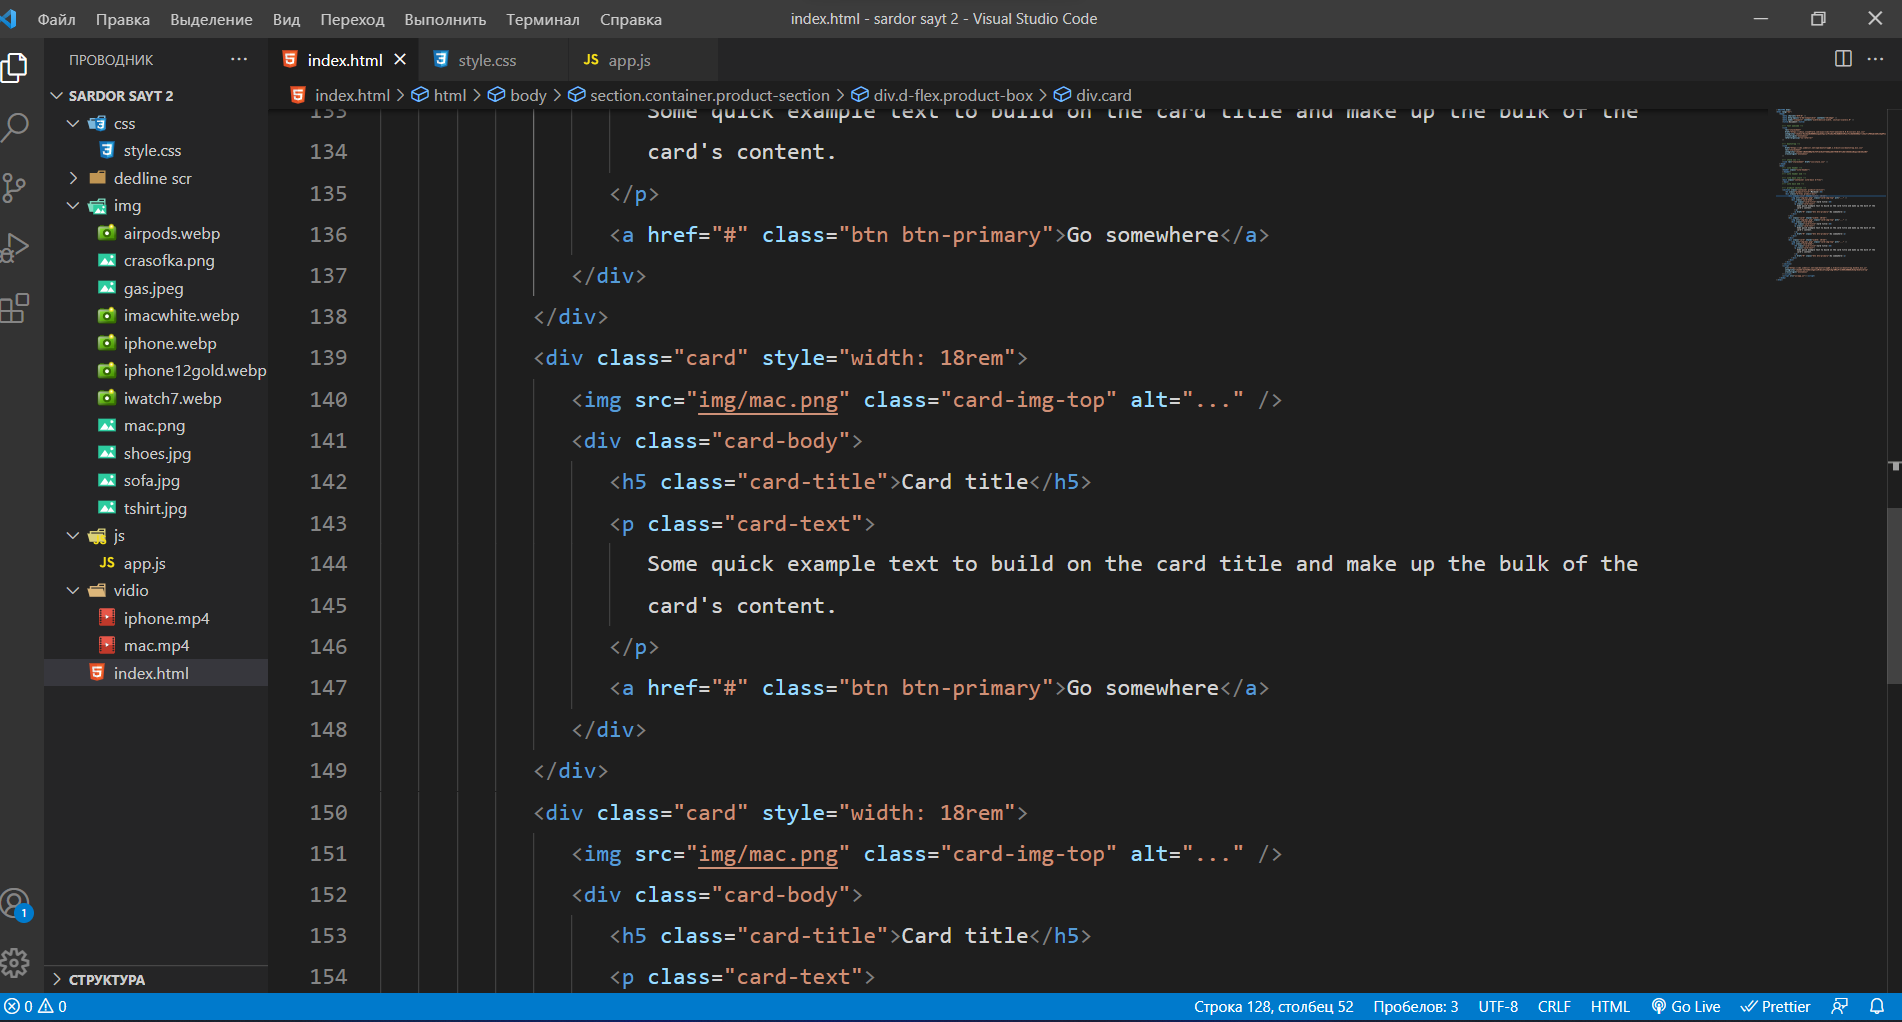 Файл Правка Выделение Вид Переход Выполнить Терминал Справка index.html - sardor sayt 2 - Visual Studio Code
ПРОВОДНИК
SARDOR SAYT 2
css
style.css
dedline scr
img
airpods.webp
crasofka.png
gas.jpeg
imacwhite.webp
iphone.webp
iphone12gold.webp
iwatch7.webp
mac.png
shoes.jpg
sofa.jpg
tshirt.jpg
js
JS app.js
vidio
iphone.mp4
mac.mp4
index.html
СТРУКТУРА
1
index.html style.css JS app.js
index.html > html > body > section.container.product-section > div.d-flex.product-box > div.card
133 Some quick example text to build on the card title and make up the bulk of the
134 card's content.
135 </p>
136 <a href="#" class="btn btn-primary">Go somewhere</a>
137 </div>
138 </div>
139 <div class="card" style="width: 18rem">
140 <img src="img/mac.png" class="card-img-top" alt="..." />
141 <div class="card-body">
142 <h5 class="card-title">Card title</h5>
143 <p class="card-text">
144 Some quick example text to build on the card title and make up the bulk of the
145 card's content.
146 </p>
147 <a href="#" class="btn btn-primary">Go somewhere</a>
148 </div>
149 </div>
150 <div class="card" style="width: 18rem">
151 <img src="img/mac.png" class="card-img-top" alt="..." />
152 <div class="card-body">
153 <h5 class="card-title">Card title</h5>
154 <p class="card-text">
0 0 Строка 128, столбец 52 Пробелов: 3 UTF-8 CRLF HTML Go Live Prettier